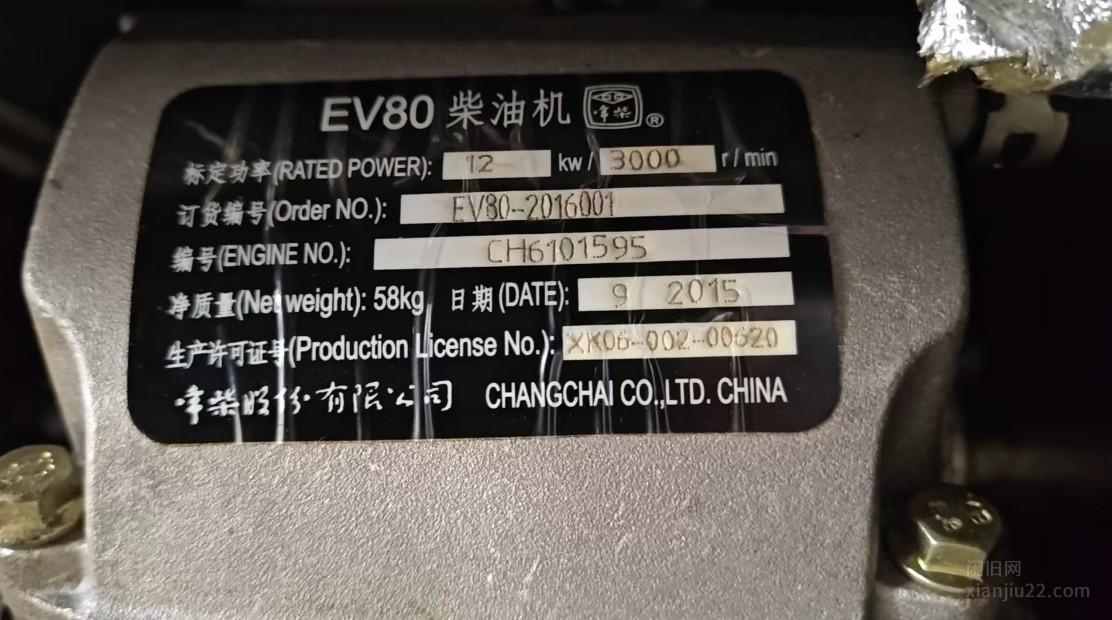 EV80 柴油机 常柴 ®
标定功率(RATED POWER): 12 kw / 3000 r / min
订货编号(Order NO.): EV80-2016001
编号(ENGINE NO.): CH6101595
净质量(Net weight): 58kg 日期(DATE): 9 2015
生产许可证号(Production License No.): XK06-002-00620
常柴股份有限公司 CHANGCHAI CO.,LTD. CHINA
闲旧网
xianjiu22.com